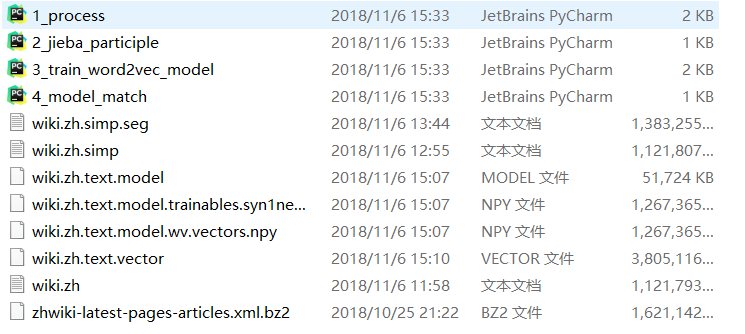 1_process 2018/11/6 15:33 JetBrains PyCharm 2 KB
2_jieba_participle 2018/11/6 15:33 JetBrains PyCharm 1 KB
3_train_word2vec_model 2018/11/6 15:33 JetBrains PyCharm 2 KB
4_model_match 2018/11/6 15:33 JetBrains PyCharm 1 KB
wiki.zh.simp.seg 2018/11/6 13:44 文本文档 1,383,255...
wiki.zh.simp 2018/11/6 12:55 文本文档 1,121,807...
wiki.zh.text.model 2018/11/6 15:07 MODEL 文件 51,724 KB
wiki.zh.text.model.trainables.syn1ne... 2018/11/6 15:07 NPY 文件 1,267,365...
wiki.zh.text.model.wv.vectors.npy 2018/11/6 15:07 NPY 文件 1,267,365...
wiki.zh.text.vector 2018/11/6 15:10 VECTOR 文件 3,805,116...
wiki.zh 2018/11/6 11:58 文本文档 1,121,793...
zhwiki-latest-pages-articles.xml.bz2 2018/10/25 21:22 BZ2 文件 1,621,142...